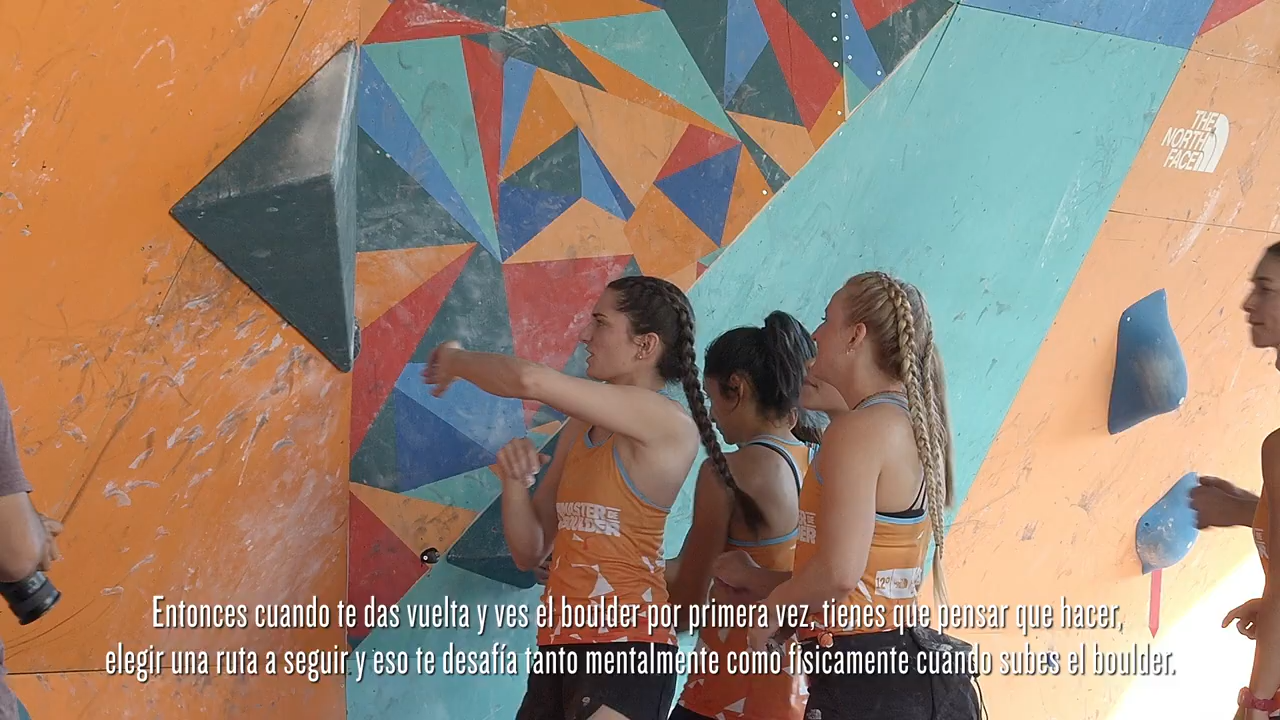 THE
NORTH
FACE
MASTER DE
BOULDER
12º
Entonces cuando te das vuelta y ves el boulder por primera vez, tienes que pensar que hacer,
elegir una ruta a seguir y eso te desafía tanto mentalmente como físicamente cuando subes el boulder.